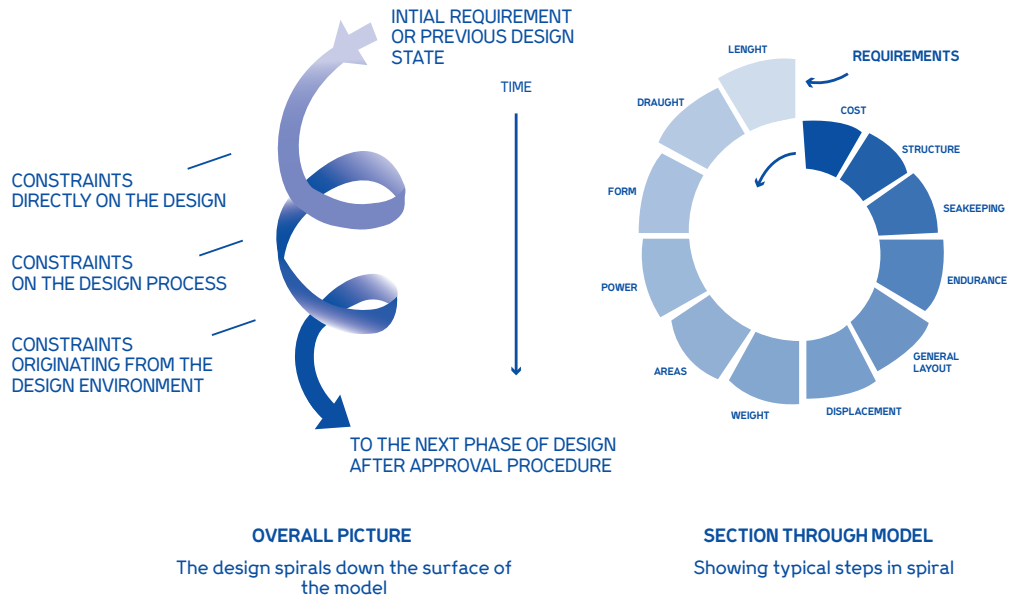 INTIAL REQUIREMENT
OR PREVIOUS DESIGN
STATE
TIME
CONSTRAINTS
DIRECTLY ON THE DESIGN
CONSTRAINTS
ON THE DESIGN PROCESS
CONSTRAINTS
ORIGINATING FROM THE
DESIGN ENVIRONMENT
TO THE NEXT PHASE OF DESIGN
AFTER APPROVAL PROCEDURE
OVERALL PICTURE
The design spirals down the surface of
the model
REQUIREMENTS
LENGHT
DRAUGHT
FORM
POWER
AREAS
WEIGHT
DISPLACEMENT
GENERAL
LAYOUT
ENDURANCE
SEAKEEPING
STRUCTURE
COST
SECTION THROUGH MODEL
Showing typical steps in spiral